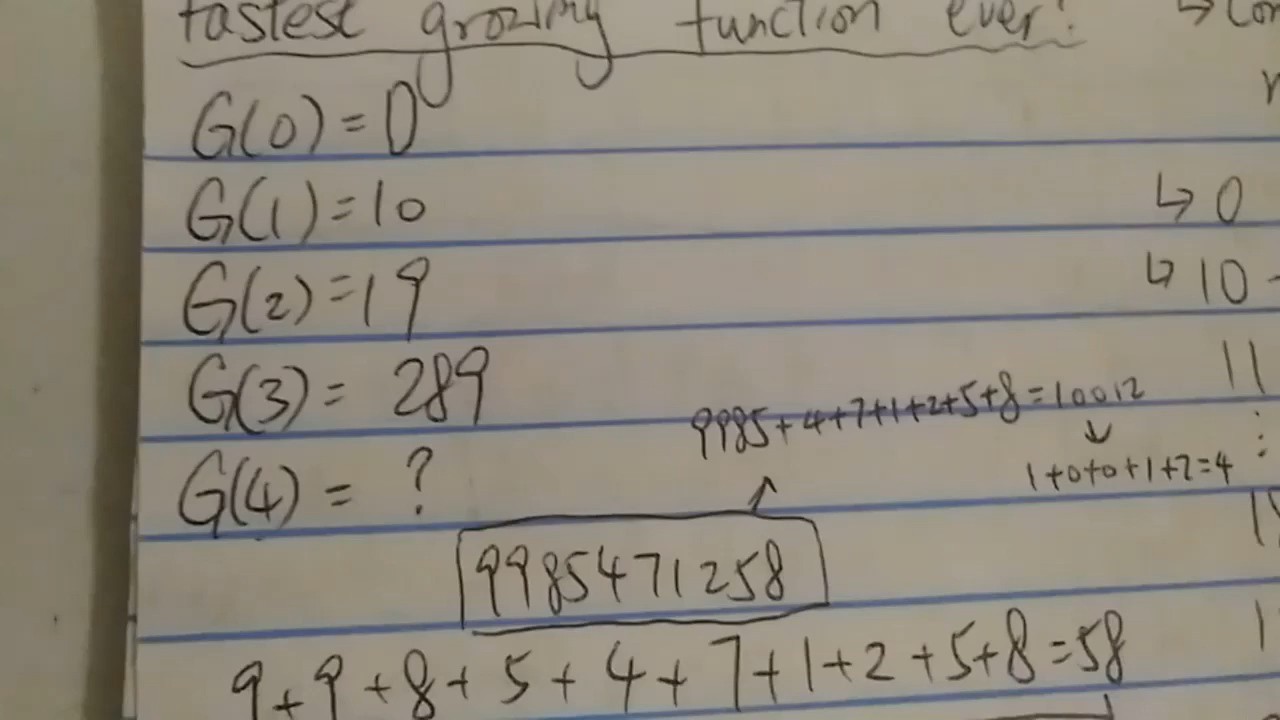 fastest growing function ever!
G(0)=0
G(1)=10
G(2)=19
G(3)= 289
G(4) = ?
↳ 0
↳ 10
11
:
9985+4+7+1+2+5+8=10012
↓
1+0+0+1+2=4
9985471258
9+9+8+5+4+7+1+2+5+8=58